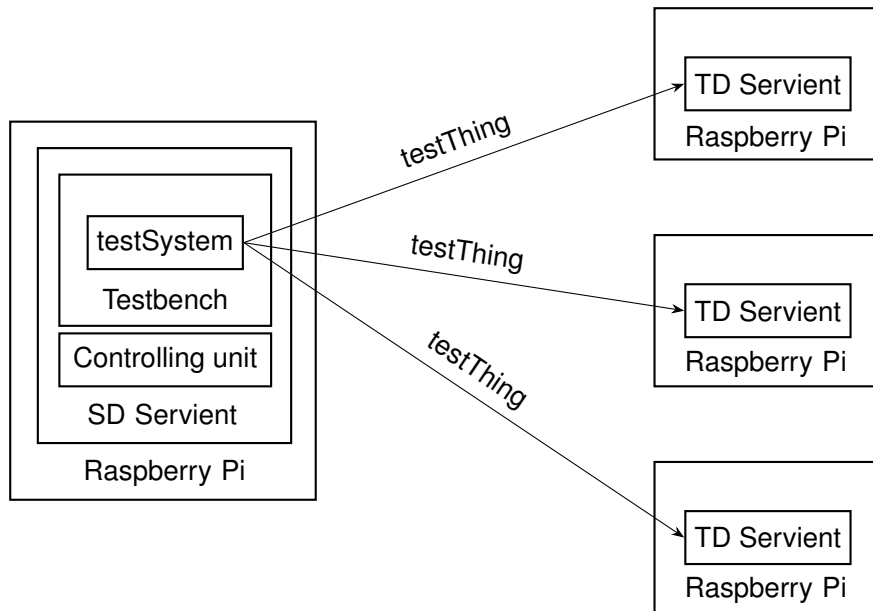 testSystem
Testbench
Controlling unit
SD Servient
Raspberry Pi
testThing
testThing
testThing
TD Servient
Raspberry Pi
TD Servient
Raspberry Pi
TD Servient
Raspberry Pi